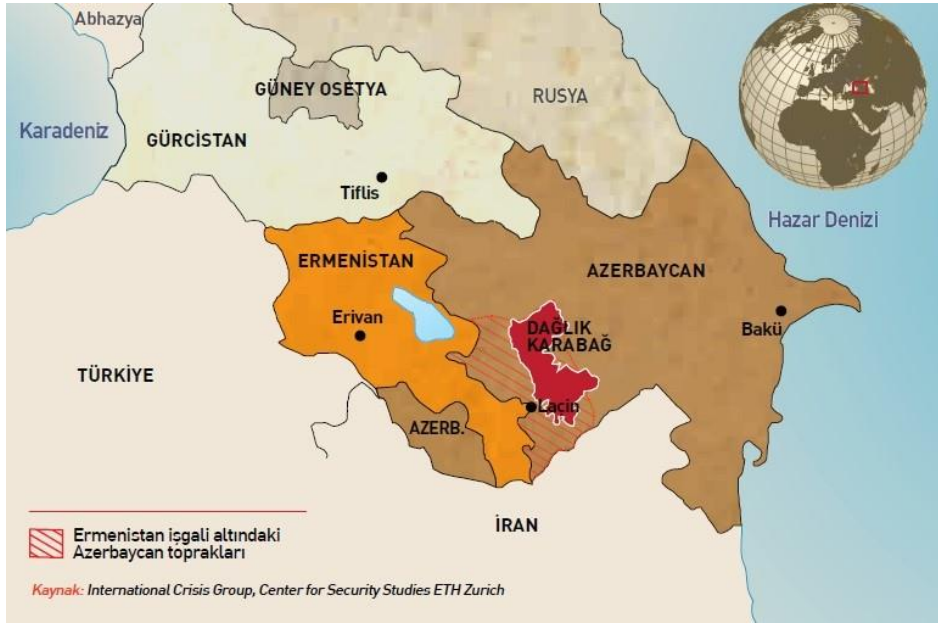 Abhazya
GÜNEY OSETYA
RUSYA
Karadeniz
GÜRCİSTAN
Tiflis
Hazar Denizi
ERMENİSTAN
AZERBAYCAN
Erivan
DAĞLIK
KARABAĞ
Bakü
TÜRKİYE
Laçin
AZERB.
İRAN
Ermenistan işgali altındaki
Azerbaycan toprakları
Kaynak: International Crisis Group, Center for Security Studies ETH Zurich